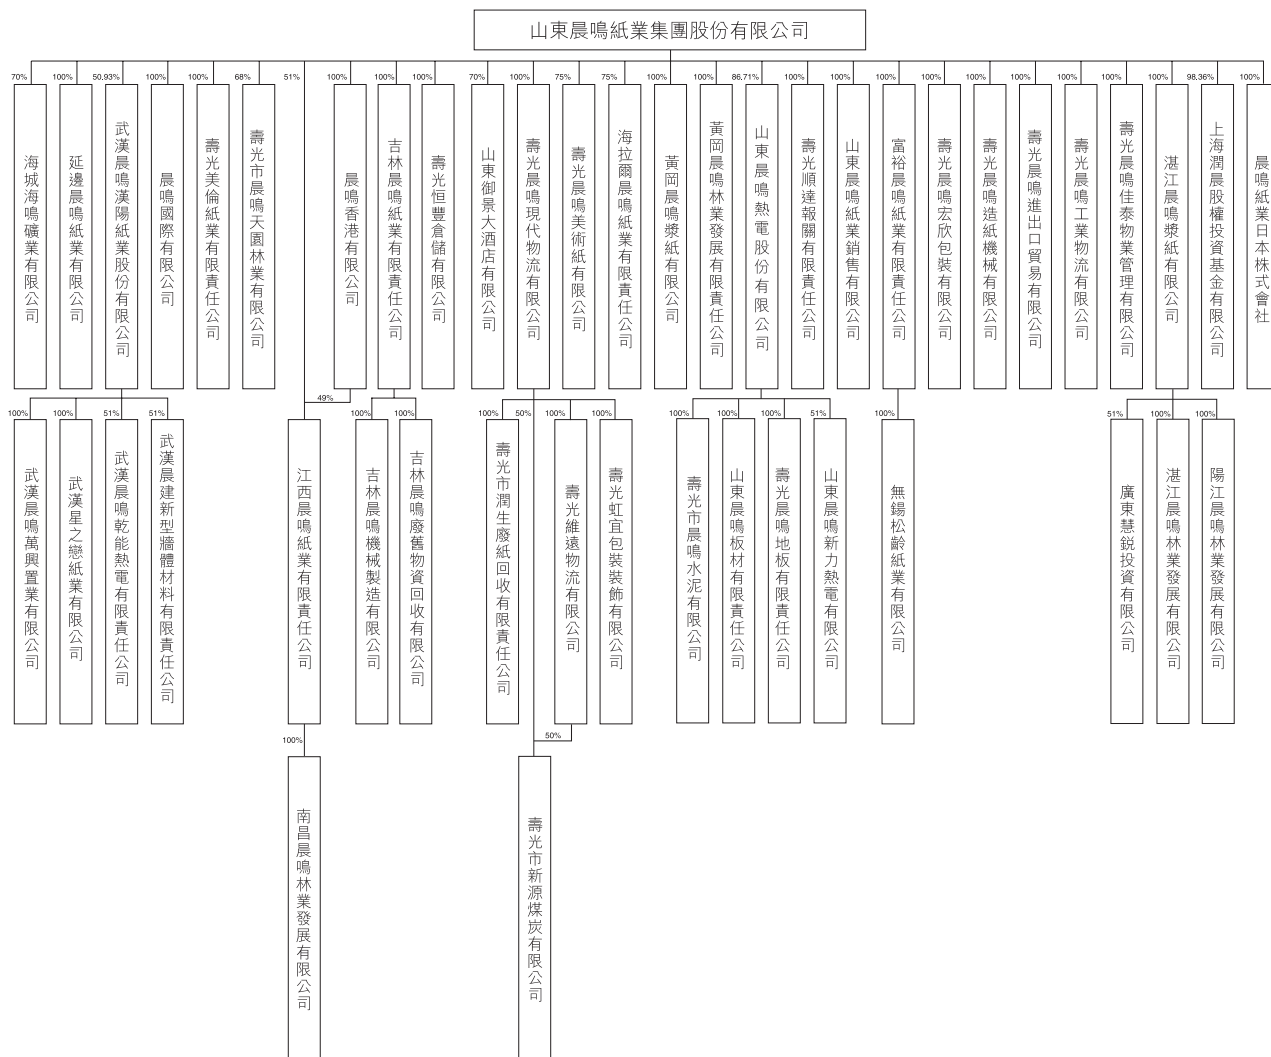 山東晨鳴紙業集團股份有限公司
70%
100%
50.93%
100%
100%
68%
51%
100%
100%
100%
70%
100%
75%
75%
100%
100%
86.71%
100%
100%
100%
100%
100%
100%
100%
100%
100%
98.36%
100%
海城海鳴礦業有限公司
延邊晨鳴紙業有限公司
武漢晨鳴漢陽紙業股份有限公司
晨鳴國際有限公司
壽光美倫紙業有限責任公司
壽光市晨鳴天園林業有限公司
晨鳴香港有限公司
吉林晨鳴紙業有限責任公司
壽光恒豐倉儲有限公司
山東御景大酒店有限公司
壽光晨鳴現代物流有限公司
壽光晨鳴美術紙有限公司
海拉爾晨鳴紙業有限責任公司
黃岡晨鳴漿紙有限公司
黃岡晨鳴林業發展有限責任公司
山東晨鳴熱電股份有限公司
壽光順達報關有限責任公司
山東晨鳴紙業銷售有限公司
富裕晨鳴紙業有限責任公司
壽光晨鳴宏欣包裝有限公司
壽光晨鳴造紙機械有限公司
壽光晨鳴進出口貿易有限公司
壽光晨鳴工業物流有限公司
壽光晨鳴佳泰物業管理有限公司
湛江晨鳴漿紙有限公司
上海潤晨股權投資基金有限公司
晨鳴紙業日本株式會社
49%
100%
100%
51%
51%
100%
100%
100%
50%
100%
100%
100%
100%
100%
51%
100%
51%
100%
100%
武漢晨鳴萬興置業有限公司
武漢星之戀紙業有限公司
武漢晨鳴乾能熱電有限責任公司
武漢晨建新型牆體材料有限責任公司
江西晨鳴紙業有限責任公司
吉林晨鳴機械製造有限公司
吉林晨鳴廢舊物資回收有限公司
壽光市潤生廢紙回收有限責任公司
壽光維遠物流有限公司
壽光虹宜包裝裝飾有限公司
壽光市晨鳴水泥有限公司
山東晨鳴板材有限責任公司
壽光晨鳴地板有限責任公司
山東晨鳴新力熱電有限公司
無錫松齡紙業有限公司
廣東慧銳投資有限公司
湛江晨鳴林業發展有限公司
陽江晨鳴林業發展有限公司
100%
50%
南昌晨鳴林業發展有限公司
壽光市新源煤炭有限公司